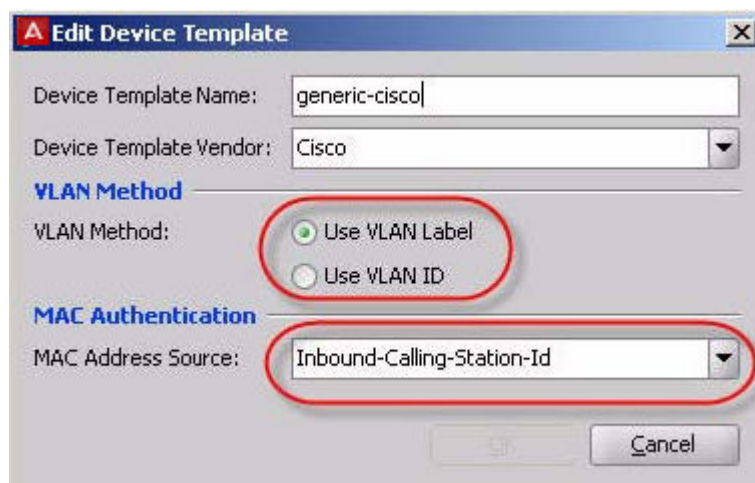 A Edit Device Template
Device Template Name: generic-cisco
Device Template Vendor: Cisco
VLAN Method
VLAN Method: Use VLAN Label
Use VLAN ID
MAC Authentication
MAC Address Source: Inbound-Calling-Station-Id
OK Cancel